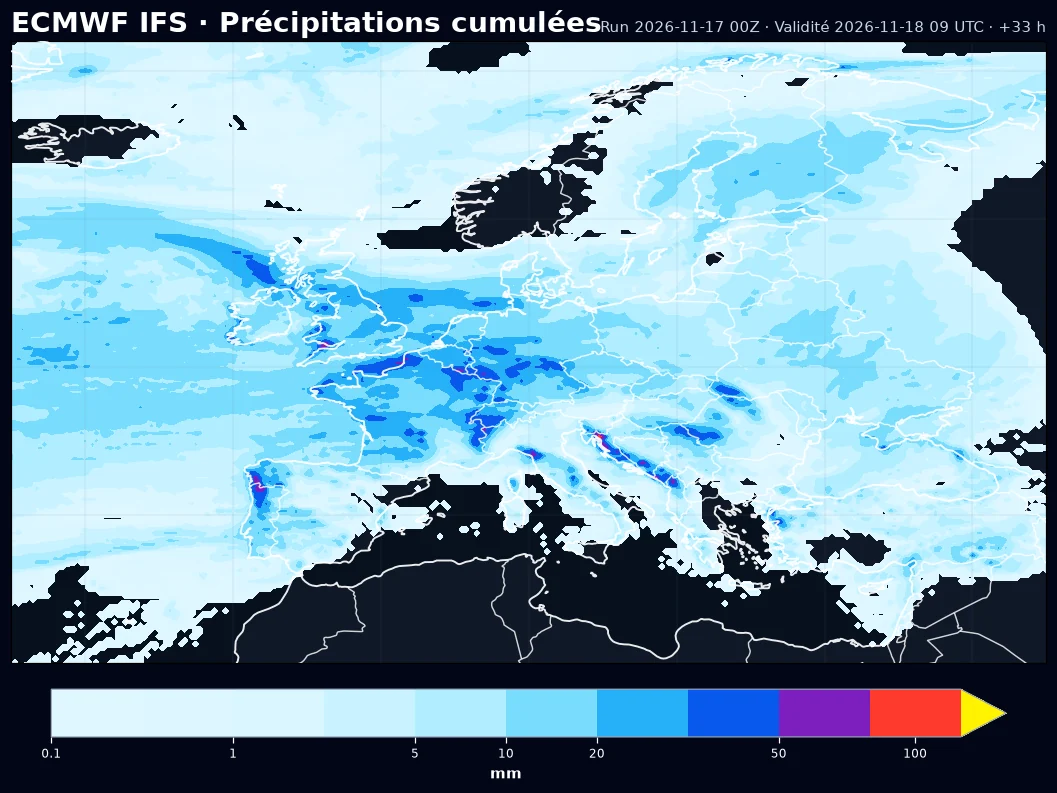 ECMWF IFS · Précipitations cumulées
Run 2026-11-17 00Z · Validité 2026-11-18 09 UTC · +33 h
0.1 1 5 10 20 50 100
mm